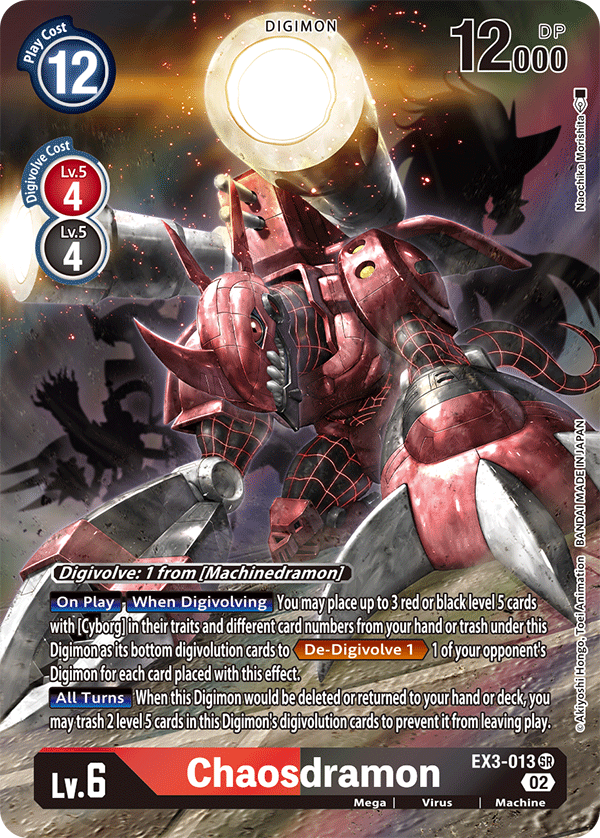 DIGIMON
Play Cost
12
12000
DP
Digivolve Cost
Lv.5
4
Lv.5
4
Naochika Morishita
©Akiyoshi Hongo, Toei Animation BANDAI MADE IN JAPAN
Digivolve: 1 from [Machinedramon]
On Play When Digivolving You may place up to 3 red or black level 5 cards
with [Cyborg] in their traits and different card numbers from your hand or trash under this
Digimon as its bottom digivolution cards to De-Digivolve 1 1 of your opponent's
Digimon for each card placed with this effect.
All Turns When this Digimon would be deleted or returned to your hand or deck, you
may trash 2 level 5 cards in this Digimon's digivolution cards to prevent it from leaving play.
Lv.6
Chaosdramon
EX3-013 SR
02
Mega | Virus | Machine